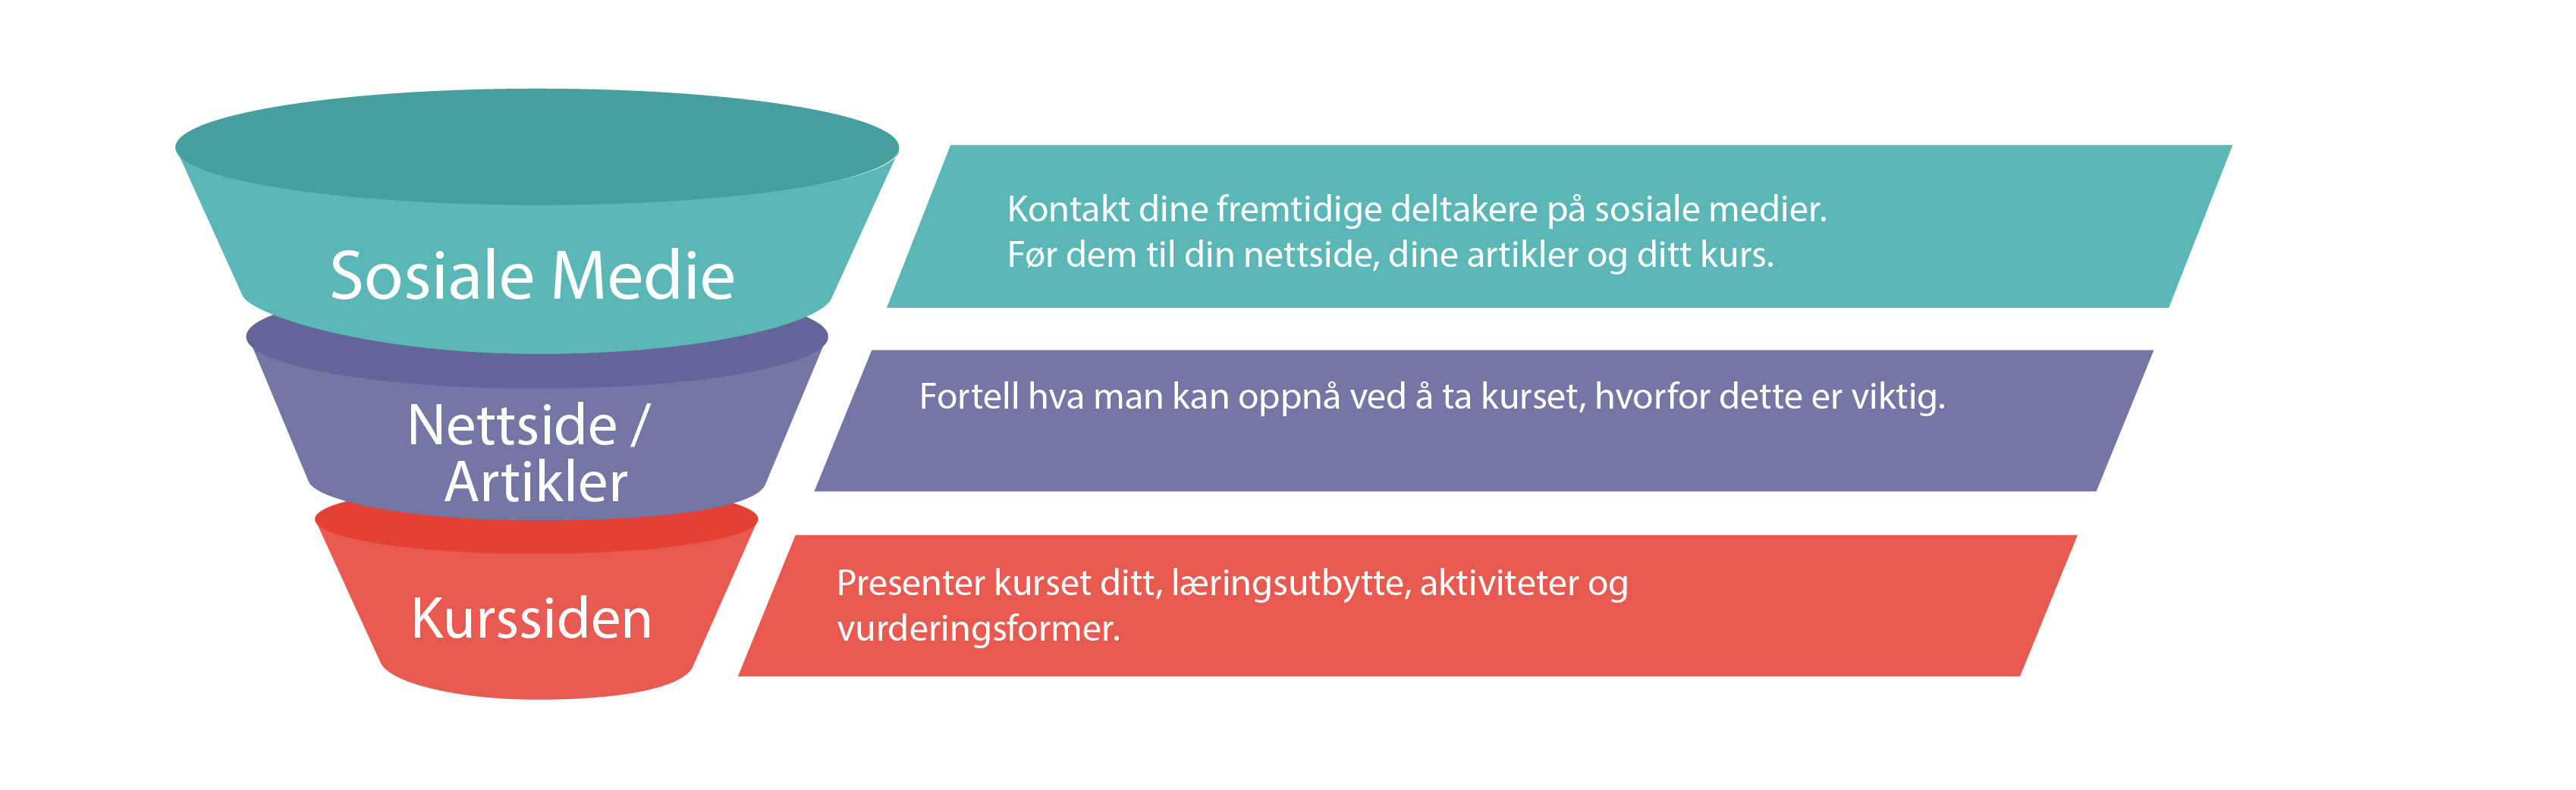 Sosiale Medie
Kontakt dine fremtidige deltakere på sosiale medier.
Før dem til din nettside, dine artikler og ditt kurs.
Nettside /
Artikler
Fortell hva man kan oppnå ved å ta kurset, hvorfor dette er viktig.
Kurssiden
Presenter kurset ditt, læringsutbytte, aktiviteter og
vurderingsformer.